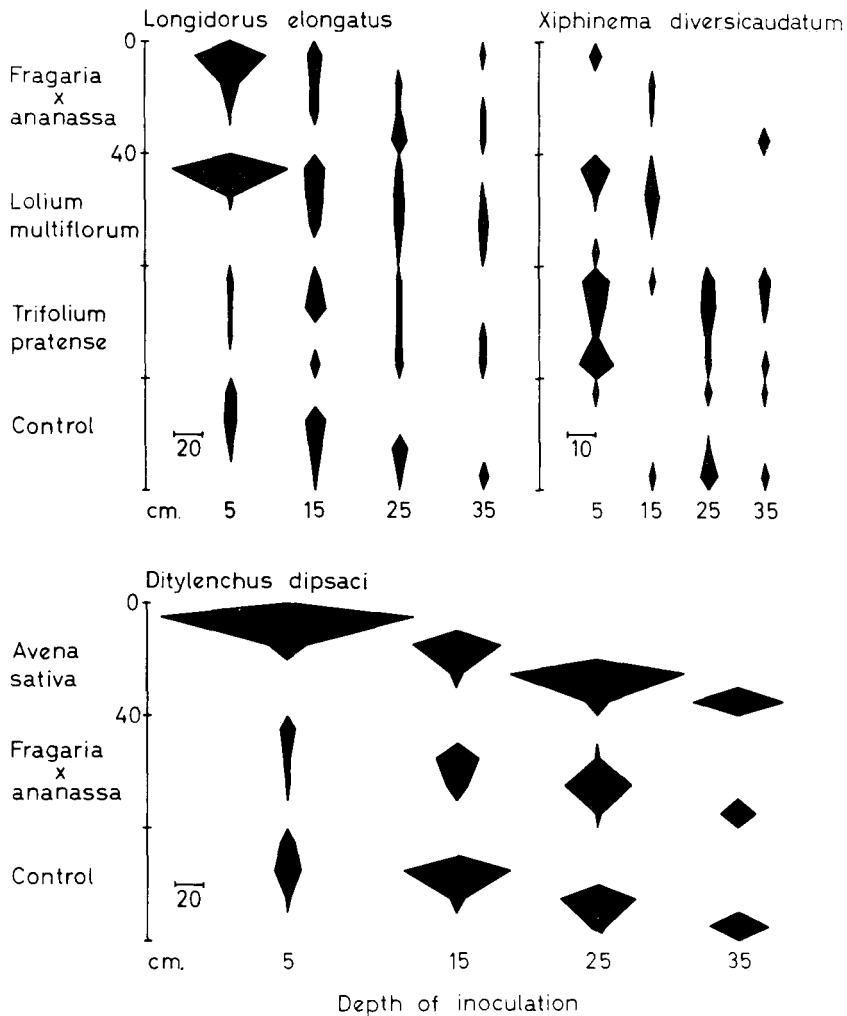 Longidorus elongatus
Xiphinema diversicaudatum
0
Fragaria
x
ananassa
40
Lolium
multiflorum
Trifolium
pratense
Control
20
10
cm. 5 15 25 35
5 15 25 35
Ditylenchus dipsaci
0
Avena
sativa
40
Fragaria
x
ananassa
Control
20
cm. 5 15 25 35
Depth of inoculation